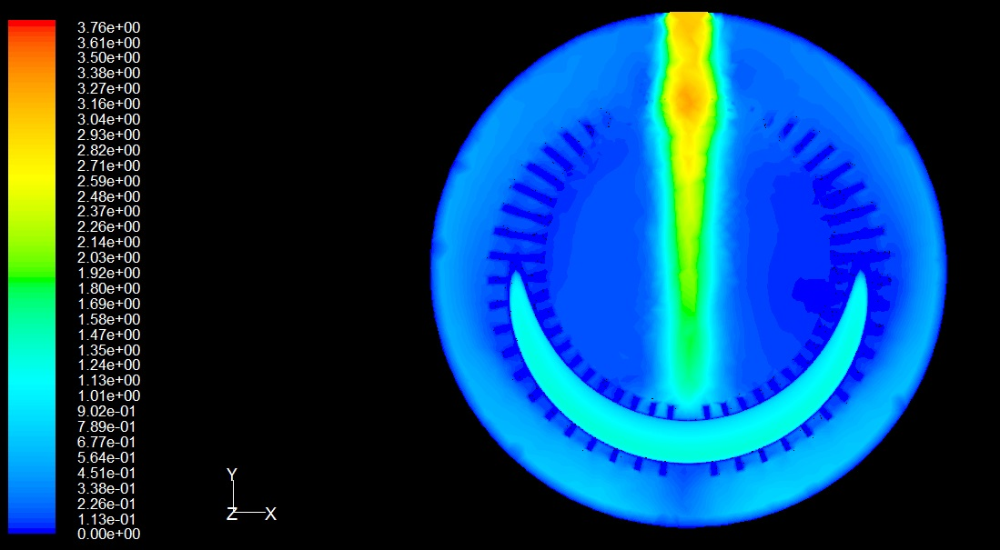 3.76e+00
3.61e+00
3.50e+00
3.38e+00
3.27e+00
3.16e+00
3.04e+00
2.93e+00
2.82e+00
2.71e+00
2.59e+00
2.48e+00
2.37e+00
2.26e+00
2.14e+00
2.03e+00
1.92e+00
1.80e+00
1.69e+00
1.58e+00
1.47e+00
1.35e+00
1.24e+00
1.13e+00
1.01e+00
9.02e-01
7.89e-01
6.77e-01
5.64e-01
4.51e-01
3.38e-01
2.26e-01
1.13e-01
0.00e+00
Y
Z X